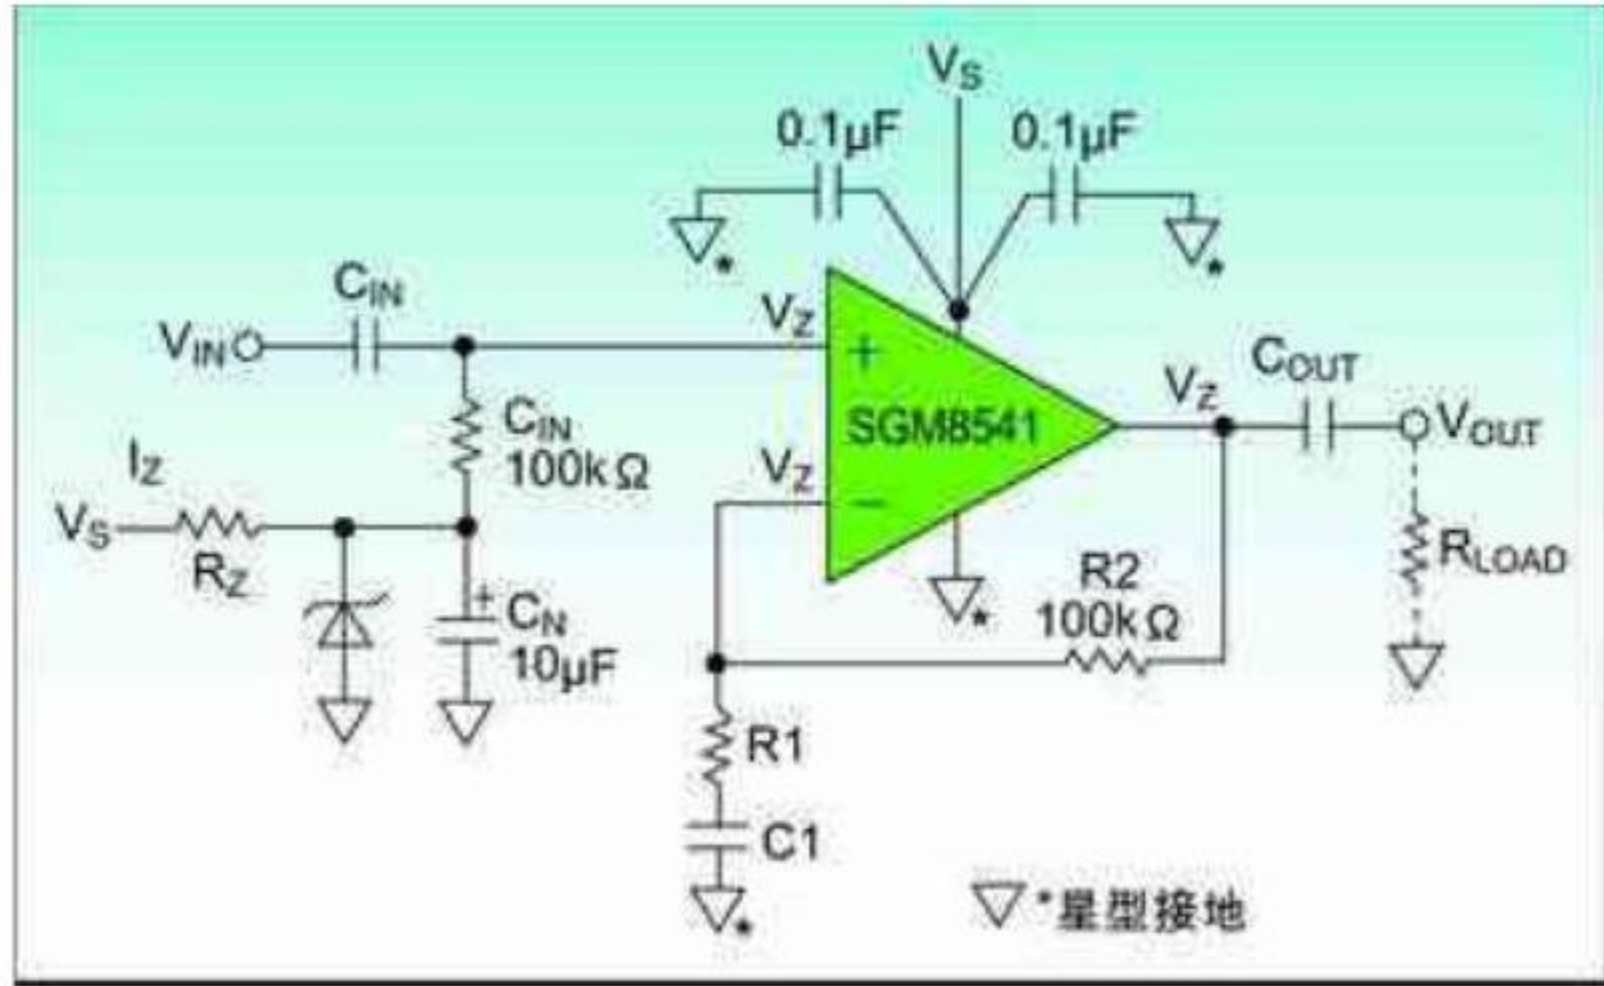 VS
0.1μF
0.1μF
*
*
CIN
VIN
VZ
+
CIN
100kΩ
SGM8541
VZ
COUT
VOUT
IZ
VZ
−
VS
RZ
+
CN
10μF
*
R2
100kΩ
RLOAD
R1
C1
*
*星型接地